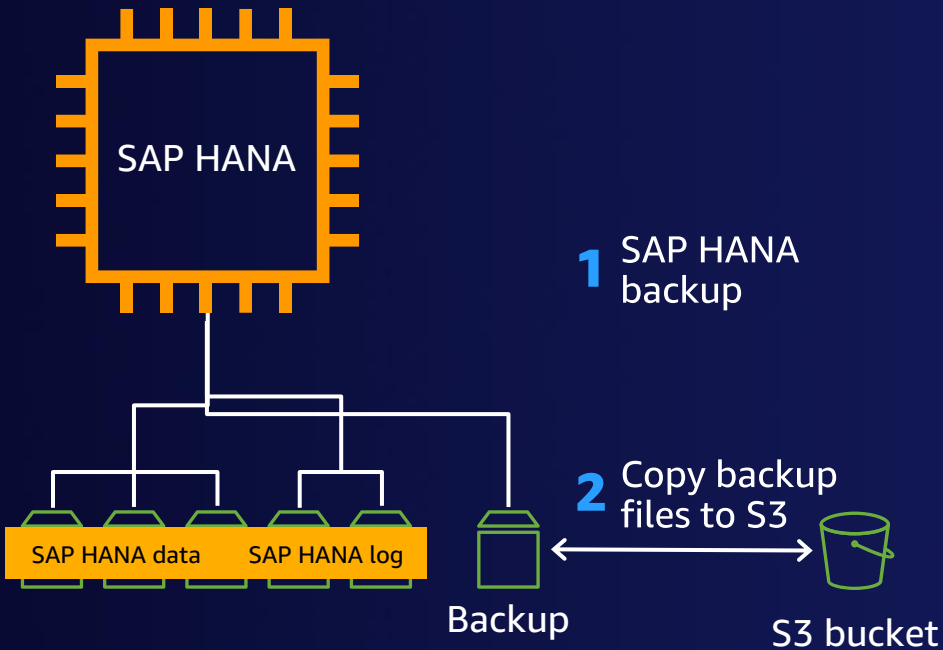 SAP HANA
1 SAP HANA
backup
2 Copy backup
files to S3
SAP HANA data SAP HANA log
Backup
S3 bucket